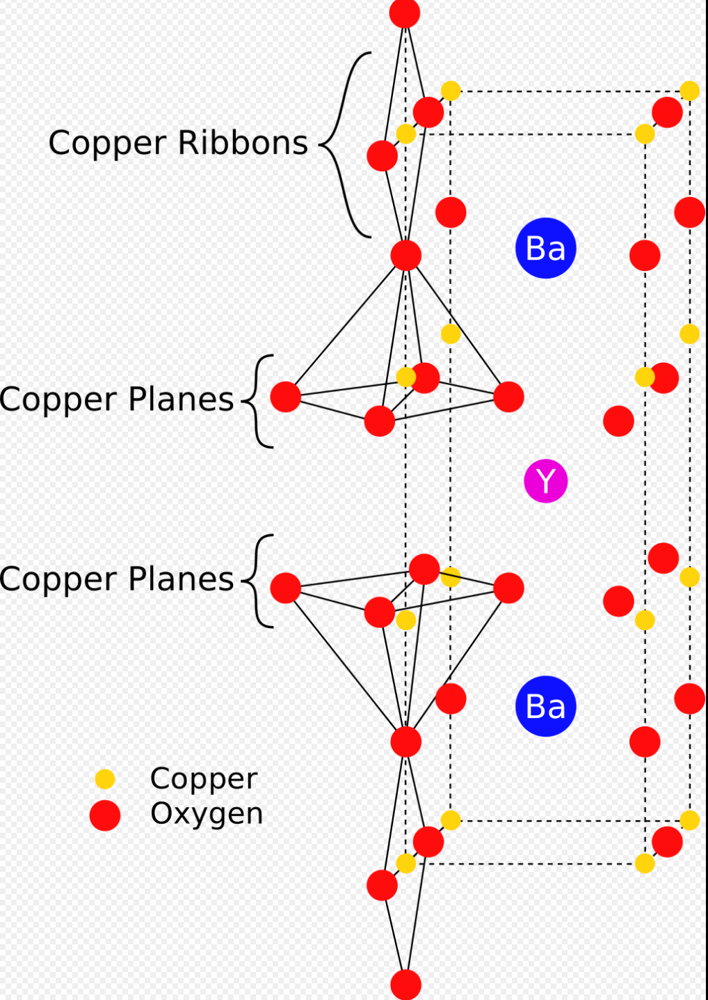 Copper Ribbons
Ba
Copper Planes
Y
Copper Planes
Ba
Copper
Oxygen